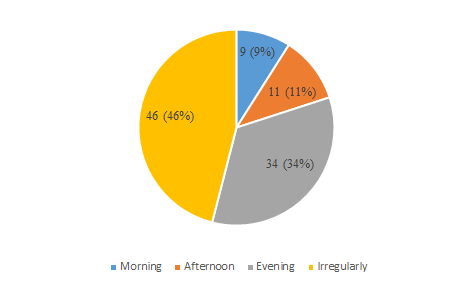 9 (9%)
11 (11%)
46 (46%)
34 (34%)
Morning Afternoon Evening Irregularly